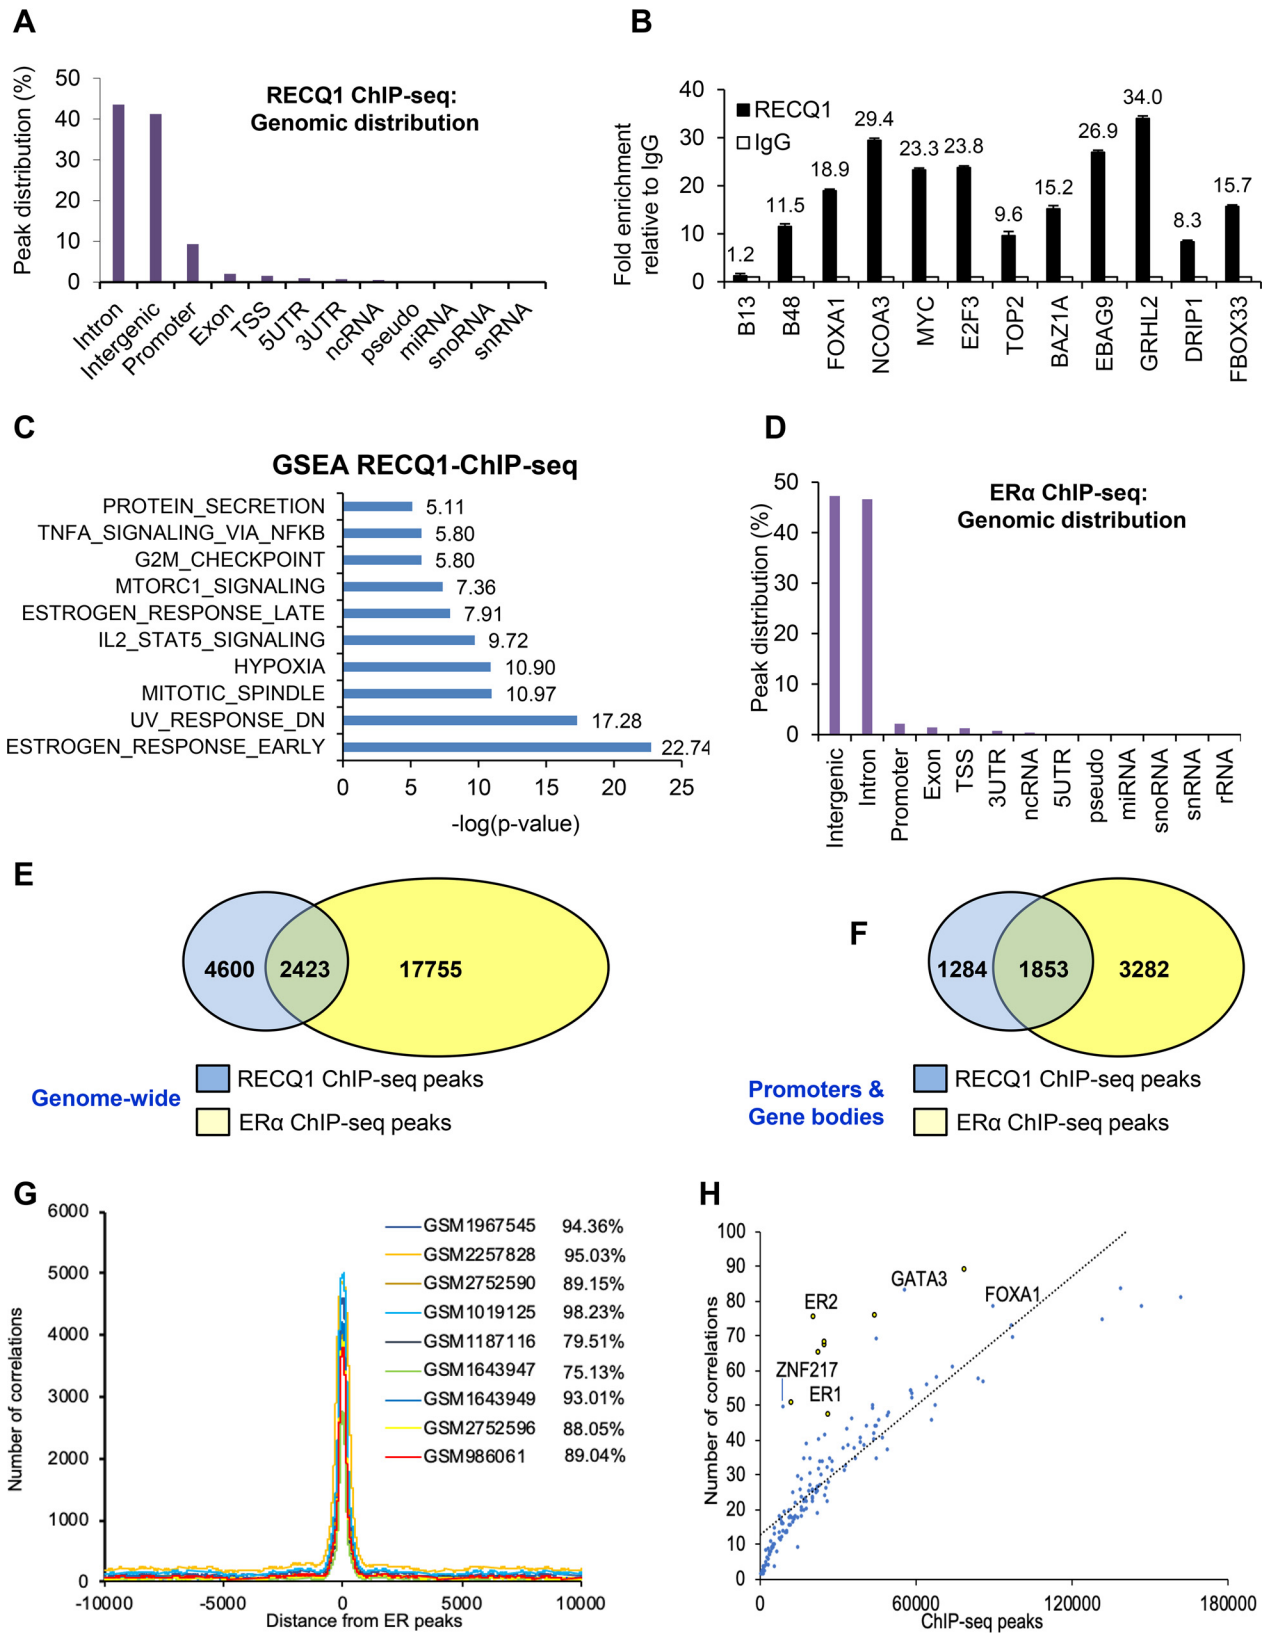 A
RECQ1 ChIP-seq:
Genomic distribution
Peak distribution (%)
50
40
30
20
10
0
Intron
Intergenic
Promoter
Exon
TSS
5UTR
3UTR
ncRNA
pseudo
miRNA
snoRNA
snRNA
B
Fold enrichment
relative to IgG
40
30
20
10
0
RECQ1
IgG
1.2
11.5
18.9
29.4
23.3
23.8
9.6
15.2
26.9
34.0
8.3
15.7
B13
B48
FOXA1
NCOA3
MYC
E2F3
TOP2
BAZ1A
EBAG9
GRHL2
DRIP1
FBOX33
C
GSEA RECQ1-ChIP-seq
PROTEIN_SECRETION 5.11
TNFA_SIGNALING_VIA_NFKB 5.80
G2M_CHECKPOINT 5.80
MTORC1_SIGNALING 7.36
ESTROGEN_RESPONSE_LATE 7.91
IL2_STAT5_SIGNALING 9.72
HYPOXIA 10.90
MITOTIC_SPINDLE 10.97
UV_RESPONSE_DN 17.28
ESTROGEN_RESPONSE_EARLY 22.74
0 5 10 15 20 25
-log(p-value)
D
ERα ChIP-seq:
Genomic distribution
Peak distribution (%)
50
40
30
20
10
0
Intergenic
Intron
Promoter
Exon
TSS
3UTR
ncRNA
5UTR
pseudo
miRNA
snoRNA
snRNA
rRNA
E
4600 2423 17755
Genome-wide
RECQ1 ChIP-seq peaks
ERα ChIP-seq peaks
F
1284 1853 3282
Promoters &
Gene bodies
RECQ1 ChIP-seq peaks
ERα ChIP-seq peaks
G
Number of correlations
6000
5000
4000
3000
2000
1000
0
GSM1967545 94.36%
GSM2257828 95.03%
GSM2752590 89.15%
GSM1019125 98.23%
GSM1187116 79.51%
GSM1643947 75.13%
GSM1643949 93.01%
GSM2752596 88.05%
GSM986061 89.04%
-10000 -5000 0 5000 10000
Distance from ER peaks
H
Number of correlations
100
90
80
70
60
50
40
30
20
10
0
GATA3
FOXA1
ER2
ZNF217
ER1
0 60000 120000 180000
ChIP-seq peaks